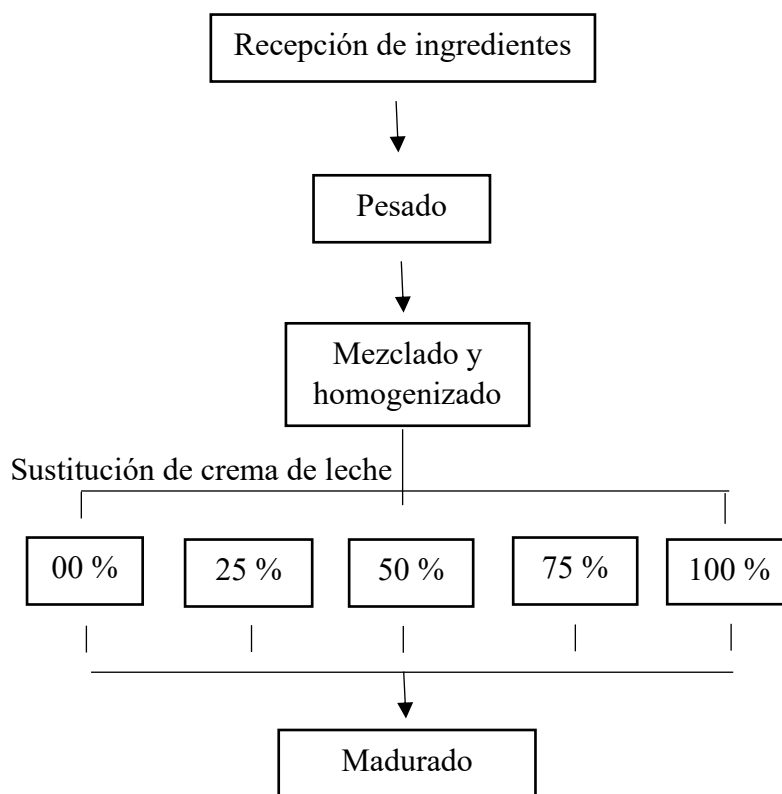 Recepción de ingredientes
Pesado
Mezclado y
homogenizado
Sustitución de crema de leche
00 %
25 %
50 %
75 %
100 %
Madurado